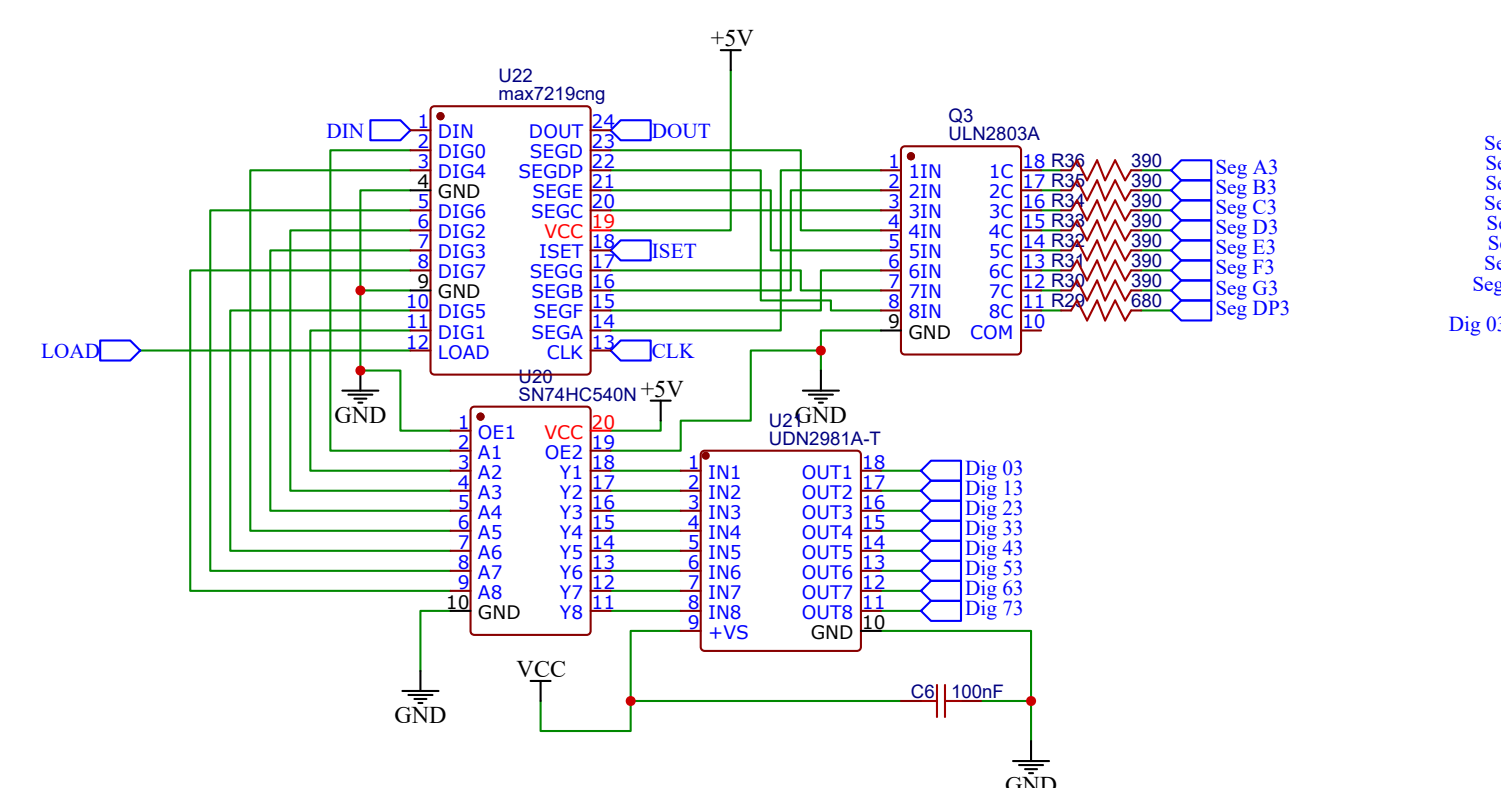 +5V
U22
max7219cng
DIN
1 DIN DOUT 24 DOUT
2 DIG0 SEGD 23
3 DIG4 SEGDP 22
4 GND SEGE 21
5 DIG6 SEGC 20
6 DIG2 VCC 19
7 DIG3 ISET 18 ISET
8 DIG7 SEGG 17
9 GND SEGB 16
10 DIG5 SEGF 15
11 DIG1 SEGA 14
LOAD 12 LOAD CLK 13 CLK
GND
Q3
ULN2803A
1 1IN 1C 18 R36 390 Seg A3
2 2IN 2C 17 R35 390 Seg B3
3 3IN 3C 16 R34 390 Seg C3
4 4IN 4C 15 R33 390 Seg D3
5 5IN 5C 14 R32 390 Seg E3
6 6IN 6C 13 R31 390 Seg F3
7 7IN 7C 12 R30 390 Seg G3
8 8IN 8C 11 R29 680 Seg DP3
9 GND COM 10
GND
Dig 03
U20
SN74HC540N
+5V
1 OE1 VCC 20
2 A1 OE2 19
3 A2 Y1 18
4 A3 Y2 17
5 A4 Y3 16
6 A5 Y4 15
7 A6 Y5 14
8 A7 Y6 13
9 A8 Y7 12
10 GND Y8 11
GND
U21
UDN2981A-T
1 IN1 OUT1 18 Dig 03
2 IN2 OUT2 17 Dig 13
3 IN3 OUT3 16 Dig 23
4 IN4 OUT4 15 Dig 33
5 IN5 OUT5 14 Dig 43
6 IN6 OUT6 13 Dig 53
7 IN7 OUT7 12 Dig 63
8 IN8 OUT8 11 Dig 73
9 +VS GND 10
VCC
C6 100nF
GND